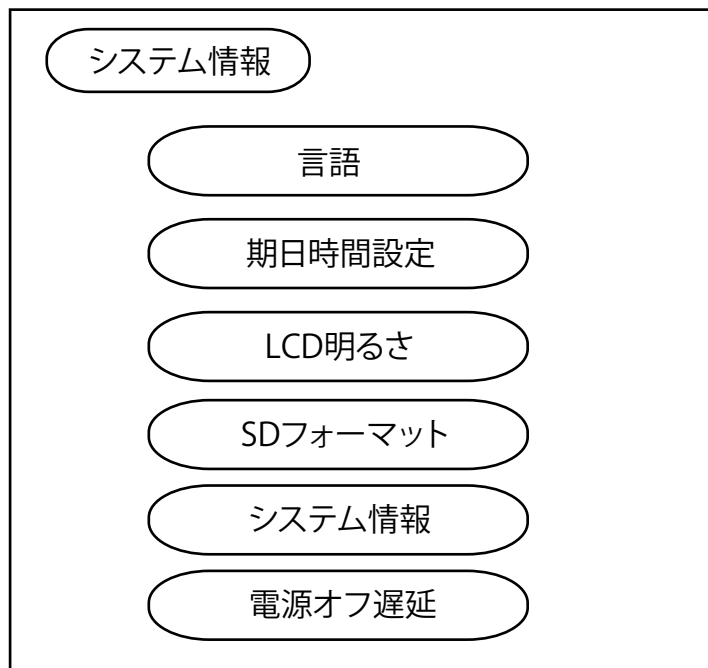 システム情報
言語
期日時間設定
LCD明るさ
SDフォーマット
システム情報
電源オフ遅延